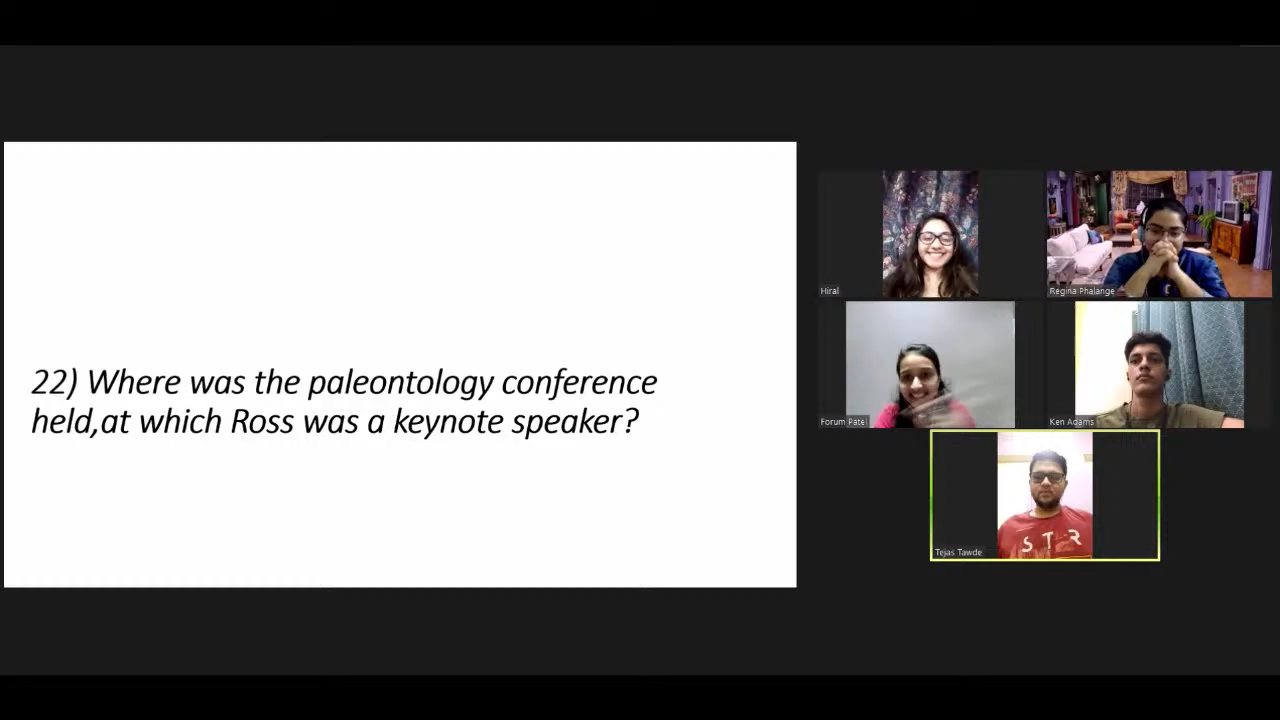 22) Where was the paleontology conference
held,at which Ross was a keynote speaker?
Hiral
Regina Phalange
Forum Patel
Ken Adams
S T R
Tejas Tawde